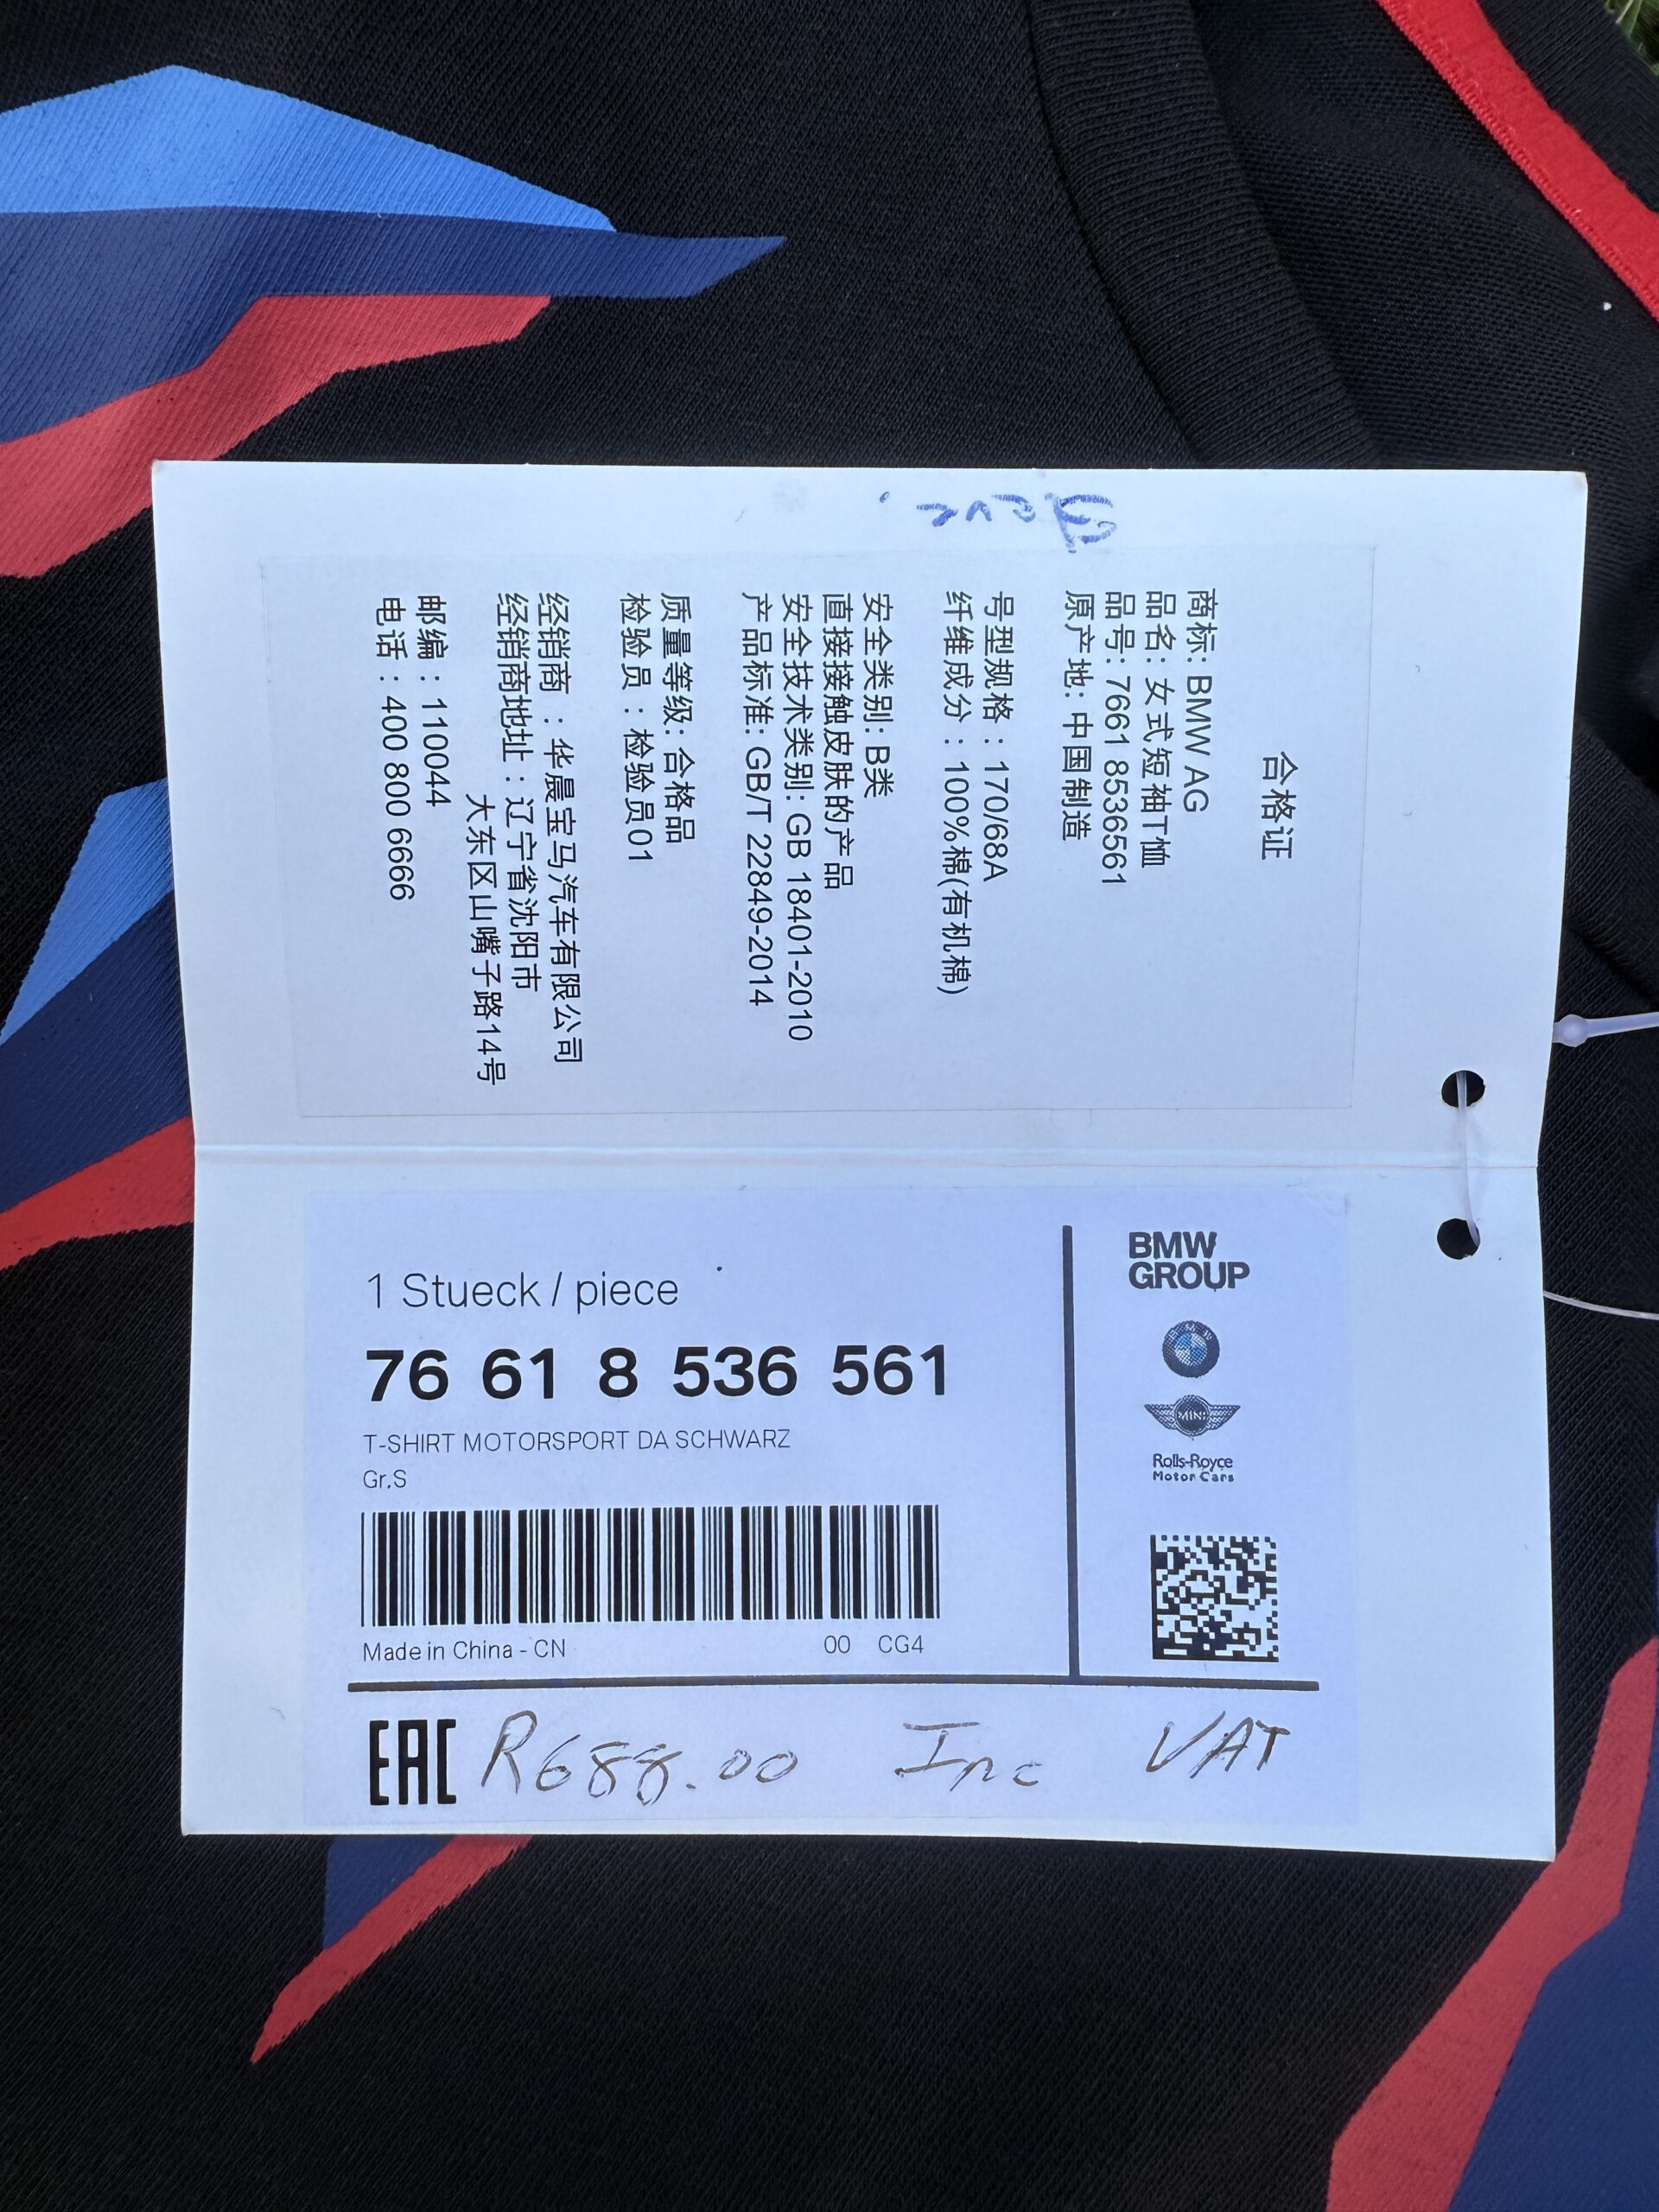 合格证
商标: BMW AG
品名: 女式短袖T恤
品号: 7661 8536561
原产地: 中国制造
号型规格 : 170/68A
纤维成分 : 100%棉(有机棉)
安全类别: B类
直接接触皮肤的产品
安全技术类别: GB 18401-2010
产品标准: GB/T 22849-2014
质量等级: 合格品
检验员 : 检验员01
经销商 : 华晨宝马汽车有限公司
经销商地址 : 辽宁省沈阳市
大东区山嘴子路14号
邮编 : 110044
电话 : 400 800 6666
1 Stueck / piece
76 61 8 536 561
T-SHIRT MOTORSPORT DA SCHWARZ
Gr.S
Made in China - CN 00 CG4
BMW
GROUP
BMW
MINI
Rolls-Royce
Motor Cars
EAC R688.00 Inc VAT